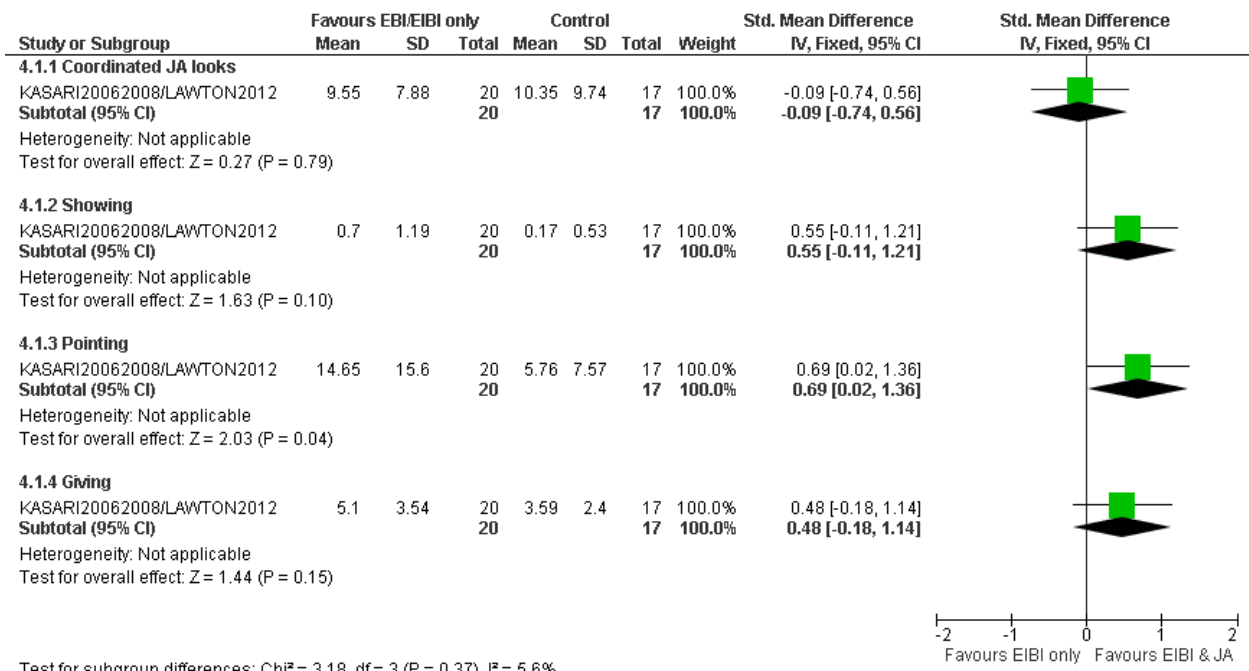 Favours EBI/EIBI only Control Std. Mean Difference Std. Mean Difference
Study or Subgroup Mean SD Total Mean SD Total Weight IV, Fixed, 95% CI IV, Fixed, 95% CI
4.1.1 Coordinated JA looks
KASARI20062008/LAWTON2012 9.55 7.88 20 10.35 9.74 17 100.0% -0.09 [-0.74, 0.56]
Subtotal (95% CI) 20 17 100.0% -0.09 [-0.74, 0.56]
Heterogeneity: Not applicable
Test for overall effect: Z = 0.27 (P = 0.79)
4.1.2 Showing
KASARI20062008/LAWTON2012 0.7 1.19 20 0.17 0.53 17 100.0% 0.55 [-0.11, 1.21]
Subtotal (95% CI) 20 17 100.0% 0.55 [-0.11, 1.21]
Heterogeneity: Not applicable
Test for overall effect: Z = 1.63 (P = 0.10)
4.1.3 Pointing
KASARI20062008/LAWTON2012 14.65 15.6 20 5.76 7.57 17 100.0% 0.69 [0.02, 1.36]
Subtotal (95% CI) 20 17 100.0% 0.69 [0.02, 1.36]
Heterogeneity: Not applicable
Test for overall effect: Z = 2.03 (P = 0.04)
4.1.4 Giving
KASARI20062008/LAWTON2012 5.1 3.54 20 3.59 2.4 17 100.0% 0.48 [-0.18, 1.14]
Subtotal (95% CI) 20 17 100.0% 0.48 [-0.18, 1.14]
Heterogeneity: Not applicable
Test for overall effect: Z = 1.44 (P = 0.15)
-2 -1 0 1 2
Favours EIBI only Favours EIBI & JA
Test for subgroup differences: Chi² = 3.18, df = 3 (P = 0.37), I² = 5.6%